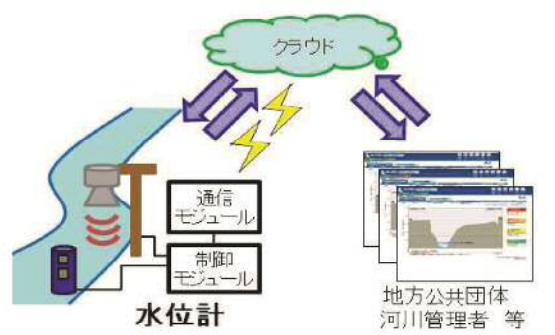 クラウド
通信
モジュール
制御
モジュール
水位計
地方公共団体
河川管理者 等